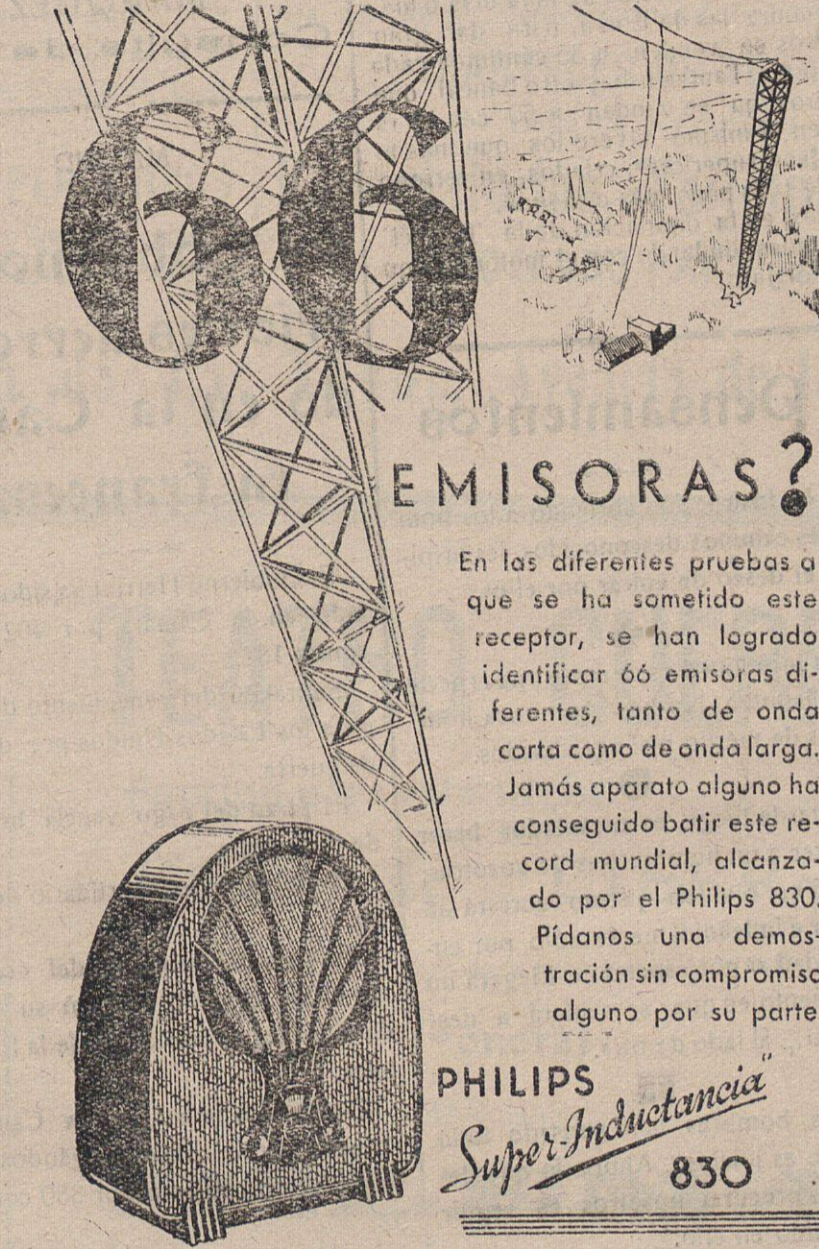 66
EMISORAS?
En las diferentes pruebas a
que se ha sometido este
receptor, se han logrado
identificar 66 emisoras di-
ferentes, tanto de onda
corta como de onda larga.
Jamás aparato alguno ha
conseguido batir este re-
cord mundial, alcanza-
do por el Philips 830.
Pídanos una demos-
tración sin compromiso
alguno por su parte
PHILIPS
Super-Inductancia"
830